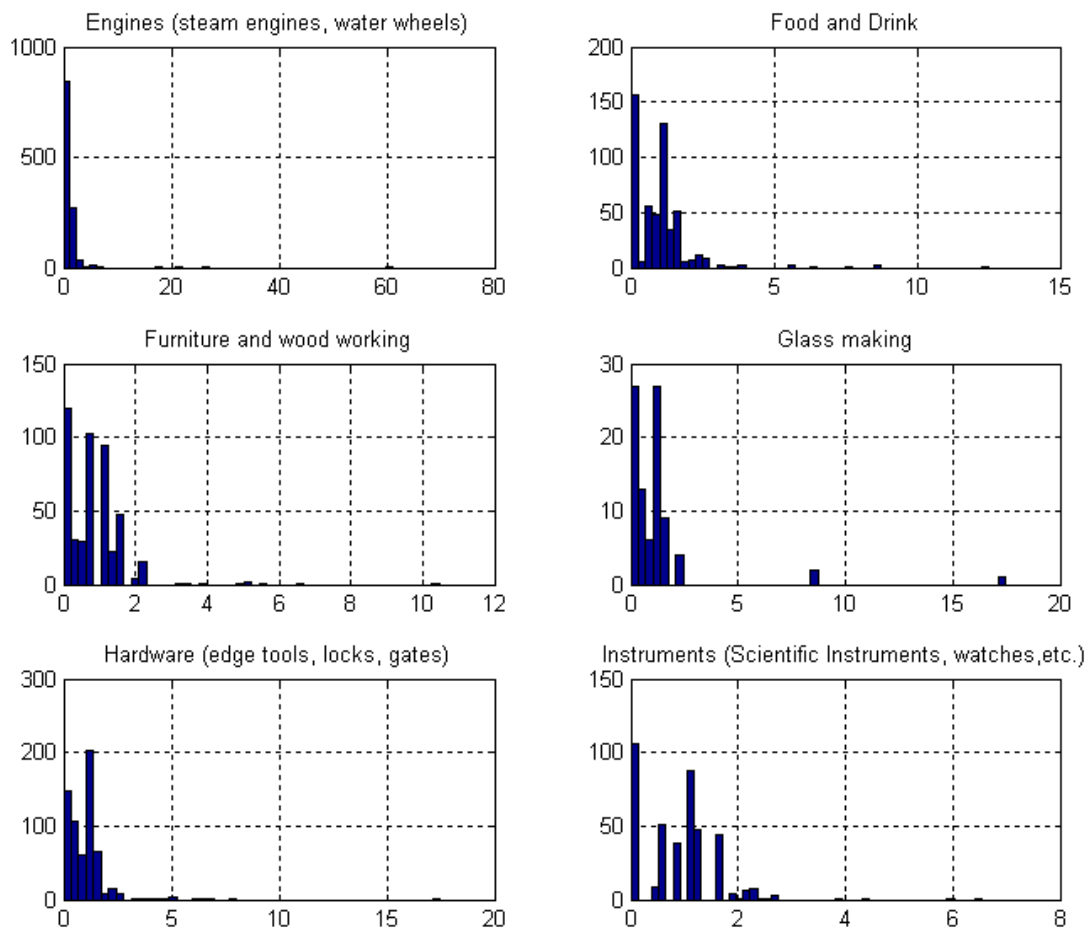 Engines (steam engines, water wheels)
1000
500
0
0 20 40 60 80
Food and Drink
200
150
100
50
0
0 5 10 15
Furniture and wood working
150
100
50
0
0 2 4 6 8 10 12
Glass making
30
20
10
0
0 5 10 15 20
Hardware (edge tools, locks, gates)
300
200
100
0
0 5 10 15 20
Instruments (Scientific Instruments, watches,etc.)
150
100
50
0
0 2 4 6 8